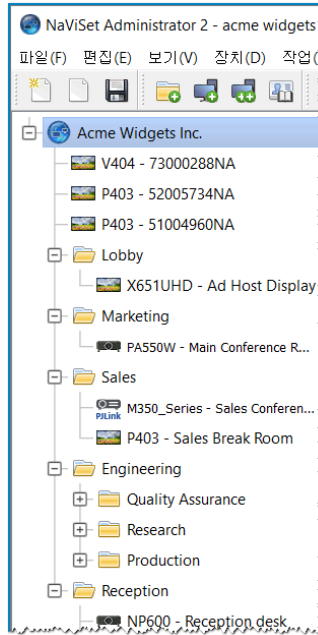 NaViSet Administrator 2 - acme widgets
파일(F) 편집(E) 보기(V) 장치(D) 작업(
Acme Widgets Inc.
V404 - 73000288NA
P403 - 52005734NA
P403 - 51004960NA
Lobby
X651UHD - Ad Host Display
Marketing
PA550W - Main Conference R...
Sales
PJLink M350_Series - Sales Conferen...
P403 - Sales Break Room
Engineering
Quality Assurance
Research
Production
Reception
NP600 - Reception desk